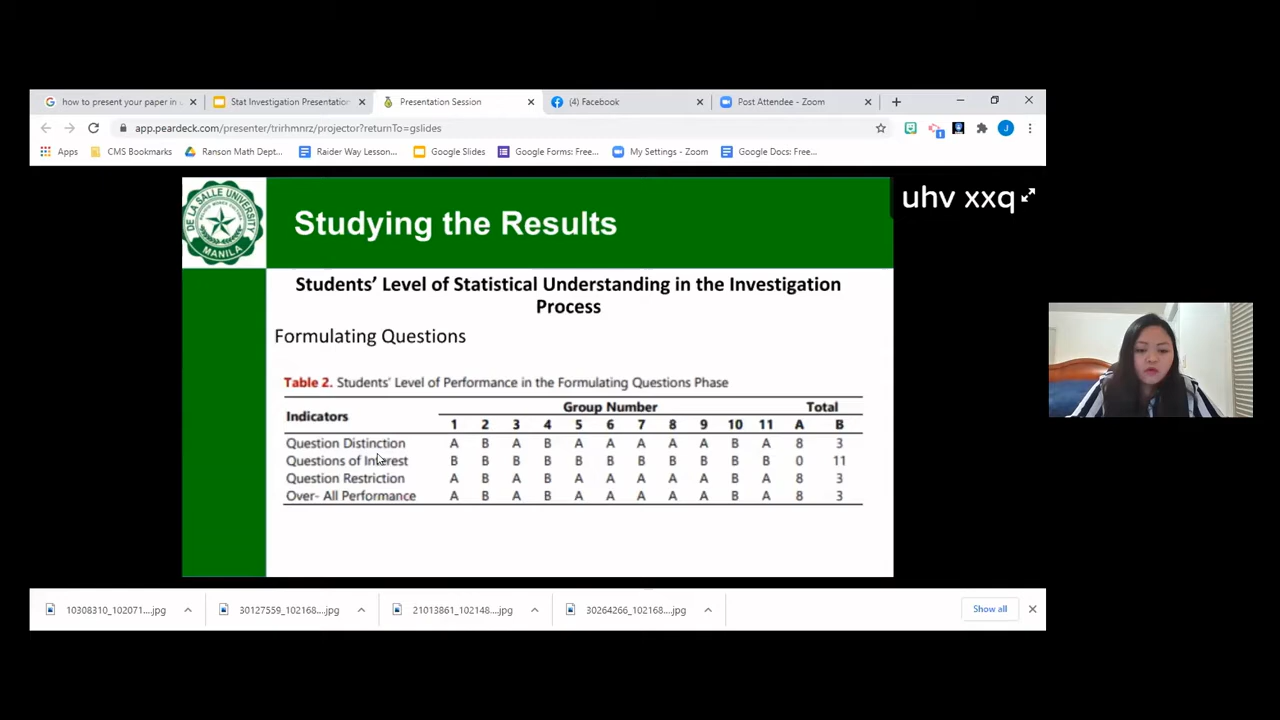 how to present your paper in
Stat Investigation Presentation
Presentation Session
(4) Facebook
Post Attendee - Zoom
app.peardeck.com/presenter/trirhmnrz/projector?returnTo=gslides
J
Apps
CMS Bookmarks
Ranson Math Dept...
Raider Way Lesson...
Google Slides
Google Forms: Free...
My Settings - Zoom
Google Docs: Free...
DE LA SALLE UNIVERSITY
MANILA
Studying the Results
uhv xxq
Students' Level of Statistical Understanding in the Investigation
Process
Formulating Questions
Table 2. Students' Level of Performance in the Formulating Questions Phase
Indicators Group Number Total
1 2 3 4 5 6 7 8 9 10 11 A B
Question Distinction A B A B A A A A A B A 8 3
Questions of Interest B B B B B B B B B B B 0 11
Question Restriction A B A B A A A A A B A 8 3
Over- All Performance A B A B A A A A A B A 8 3
10308310_102071....jpg
30127559_102168....jpg
21013861_102148....jpg
30264266_102168....jpg
Show all